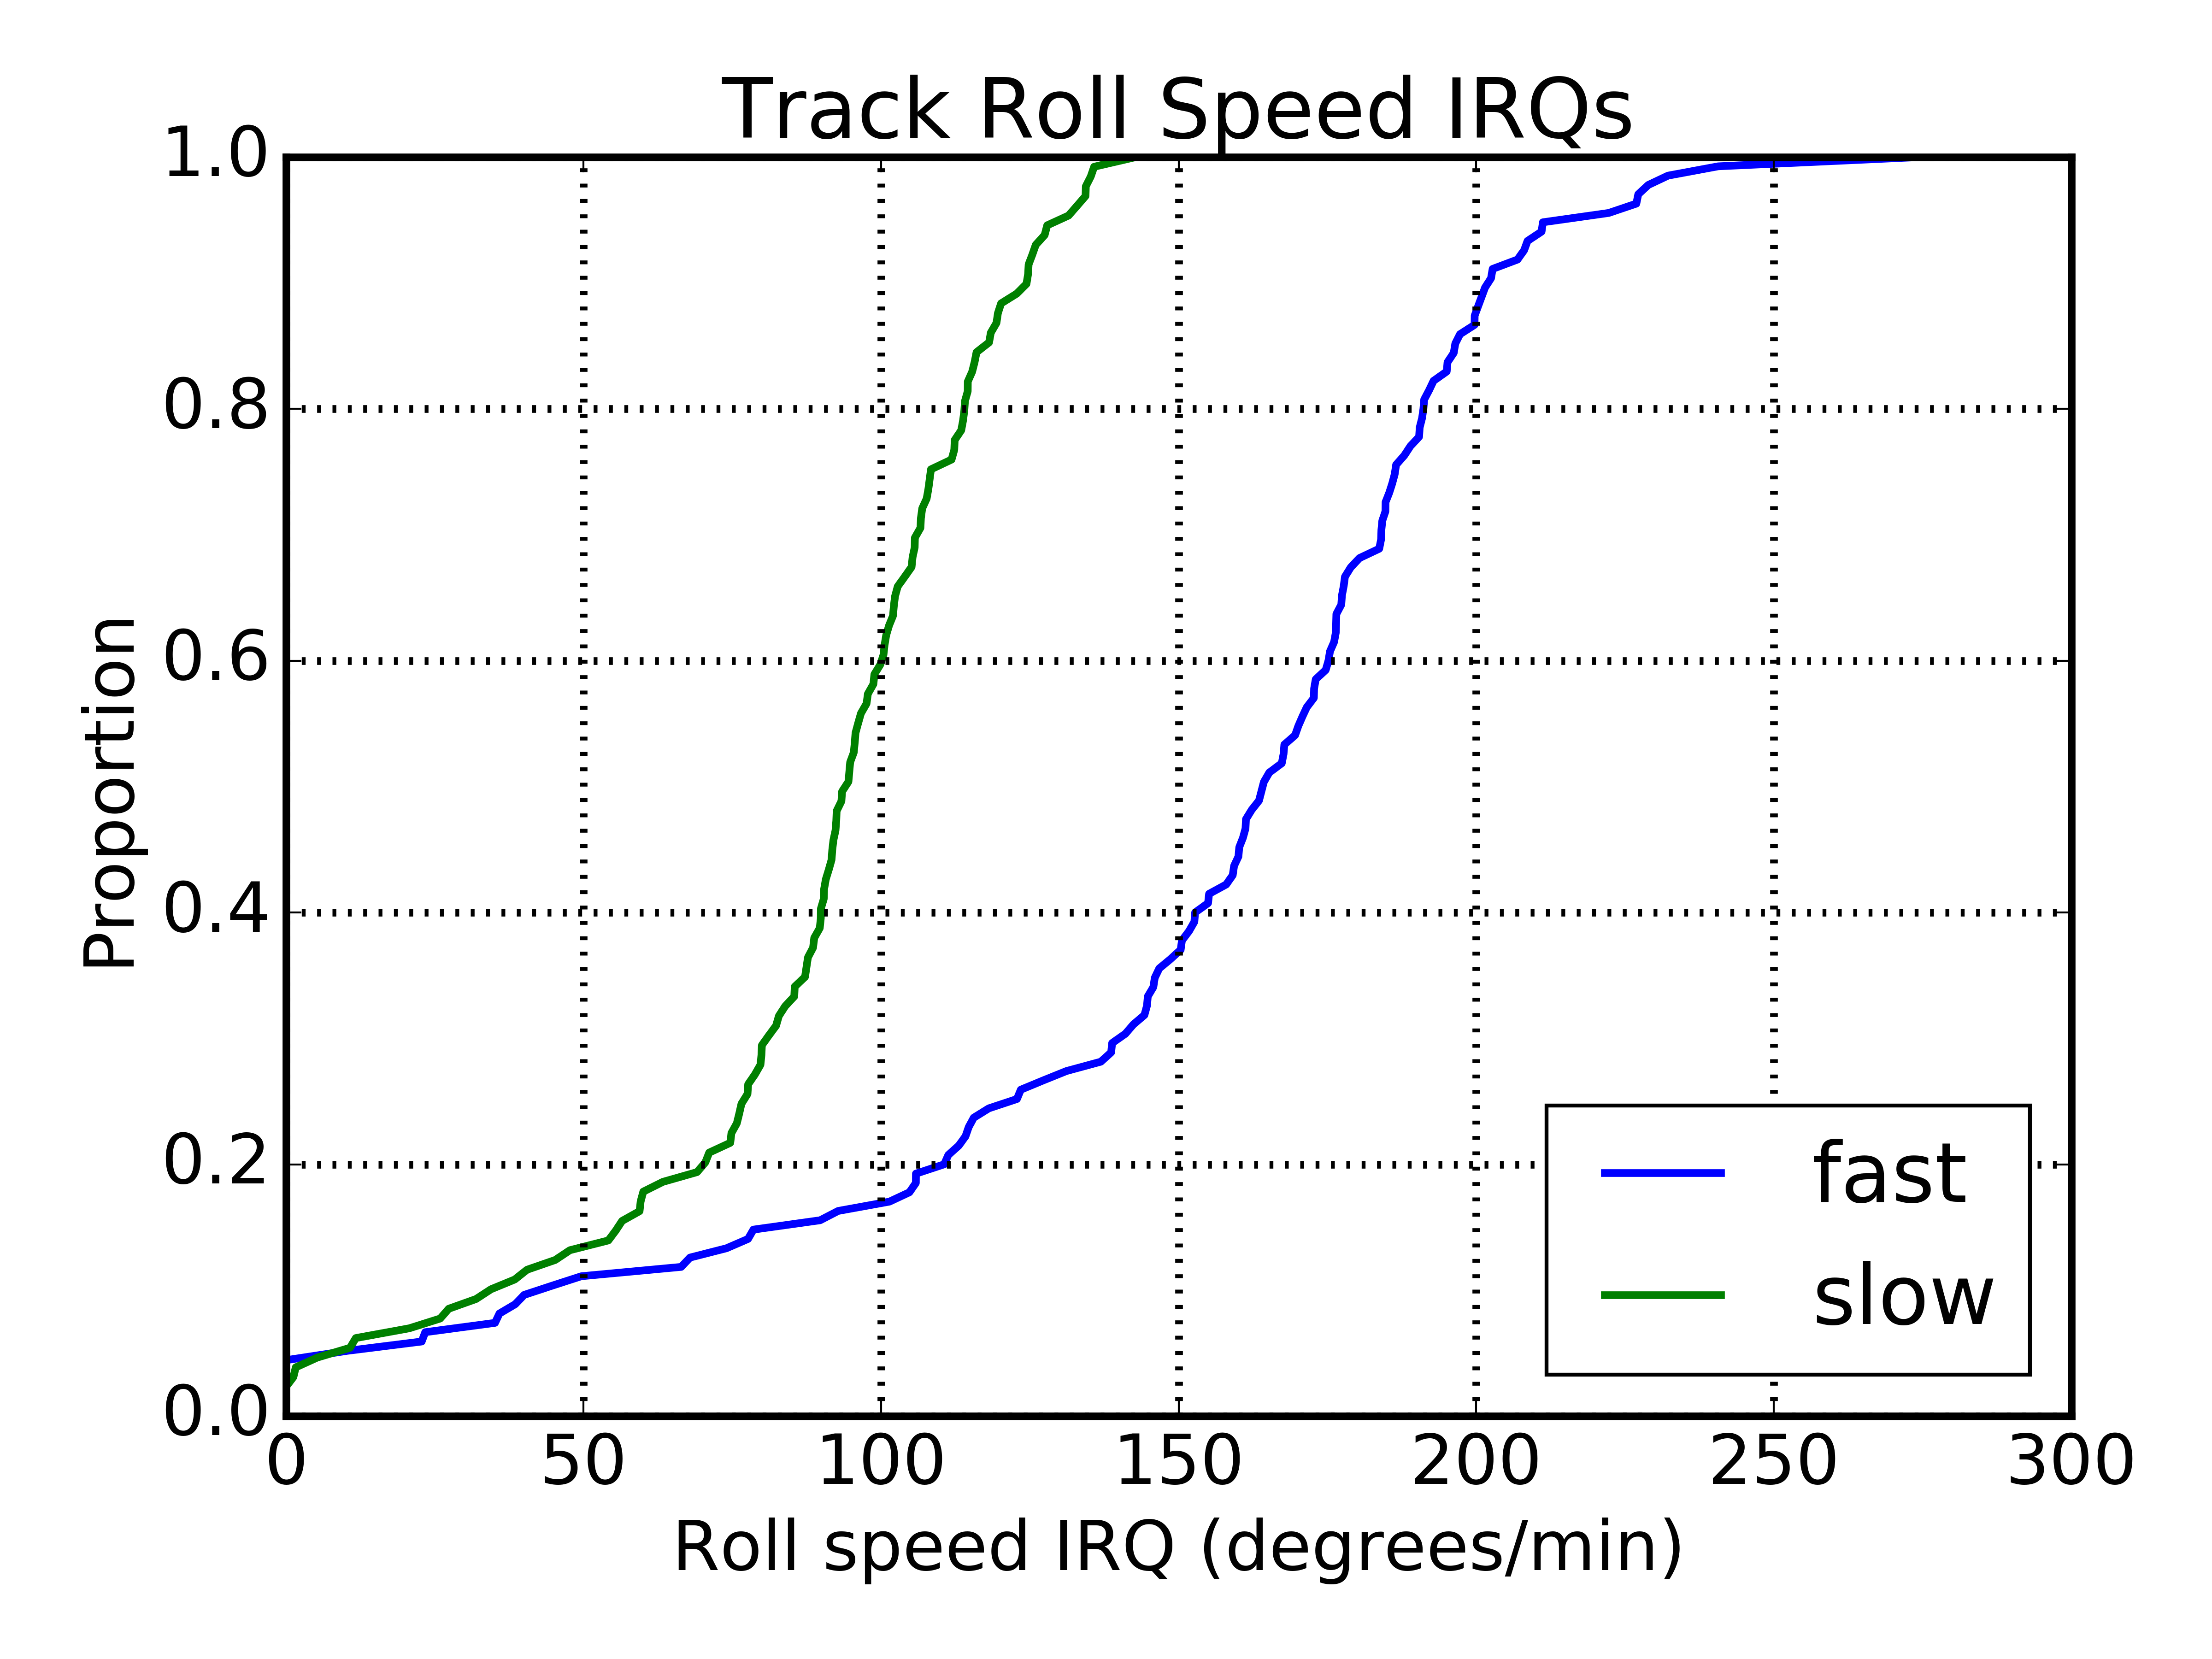 Track Roll Speed IRQs
1.0
0.8
0.6
0.4
0.2
0.0
Proportion
fast
slow
0 50 100 150 200 250 300
Roll speed IRQ (degrees/min)